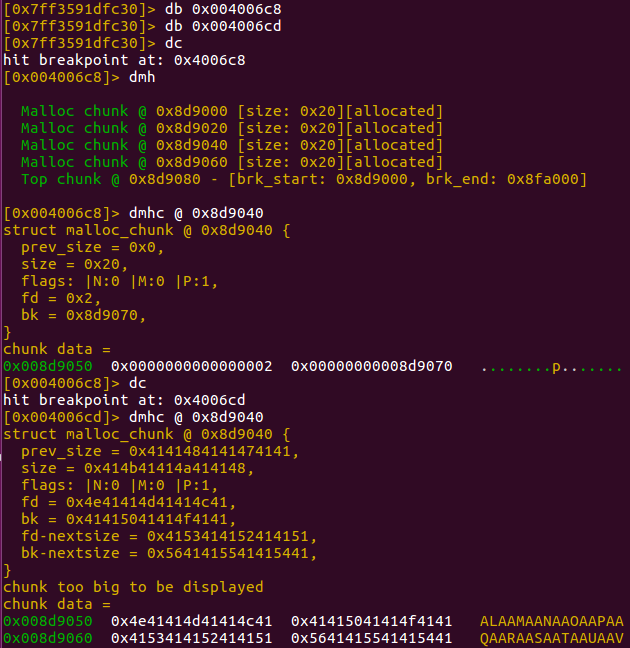 [0x7ff3591dfc30]> db 0x004006c8
[0x7ff3591dfc30]> db 0x004006cd
[0x7ff3591dfc30]> dc
hit breakpoint at: 0x4006c8
[0x004006c8]> dmh
Malloc chunk @ 0x8d9000 [size: 0x20][allocated]
Malloc chunk @ 0x8d9020 [size: 0x20][allocated]
Malloc chunk @ 0x8d9040 [size: 0x20][allocated]
Malloc chunk @ 0x8d9060 [size: 0x20][allocated]
Top chunk @ 0x8d9080 - [brk_start: 0x8d9000, brk_end: 0x8fa000]
[0x004006c8]> dmhc @ 0x8d9040
struct malloc_chunk @ 0x8d9040 {
prev_size = 0x0,
size = 0x20,
flags: |N:0 |M:0 |P:1,
fd = 0x2,
bk = 0x8d9070,
}
chunk data =
0x008d9050 0x0000000000000002 0x00000000008d9070 ........p.......
[0x004006c8]> dc
hit breakpoint at: 0x4006cd
[0x004006cd]> dmhc @ 0x8d9040
struct malloc_chunk @ 0x8d9040 {
prev_size = 0x4141484141474141,
size = 0x414b41414a414148,
flags: |N:0 |M:0 |P:1,
fd = 0x4e41414d41414c41,
bk = 0x41415041414f4141,
fd-nextsize = 0x4153414152414151,
bk-nextsize = 0x5641415541415441,
}
chunk too big to be displayed
chunk data =
0x008d9050 0x4e41414d41414c41 0x41415041414f4141 ALAAMAANAAOAAPAA
0x008d9060 0x4153414152414151 0x5641415541415441 QAARAASAATAAUAAV